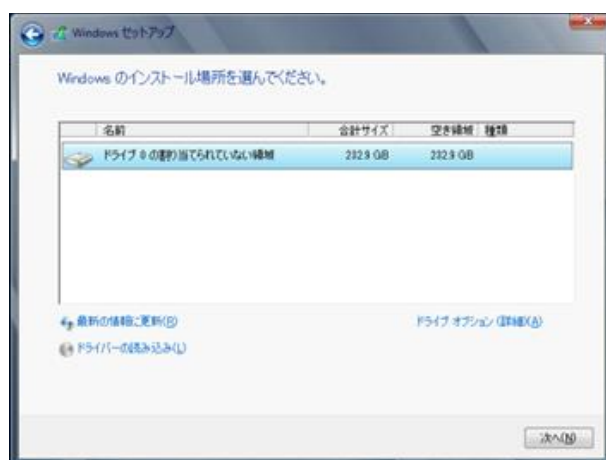 Windows セットアップ
Windows のインストール場所を選んでください。
名前 合計サイズ 空き領域 種類
ドライブ 0 の割り当てられていない領域 232.9 GB 232.9 GB
最新の情報に更新(R) ドライブ オプション (詳細)(A)
ドライバーの読み込み(L)
次へ(N)